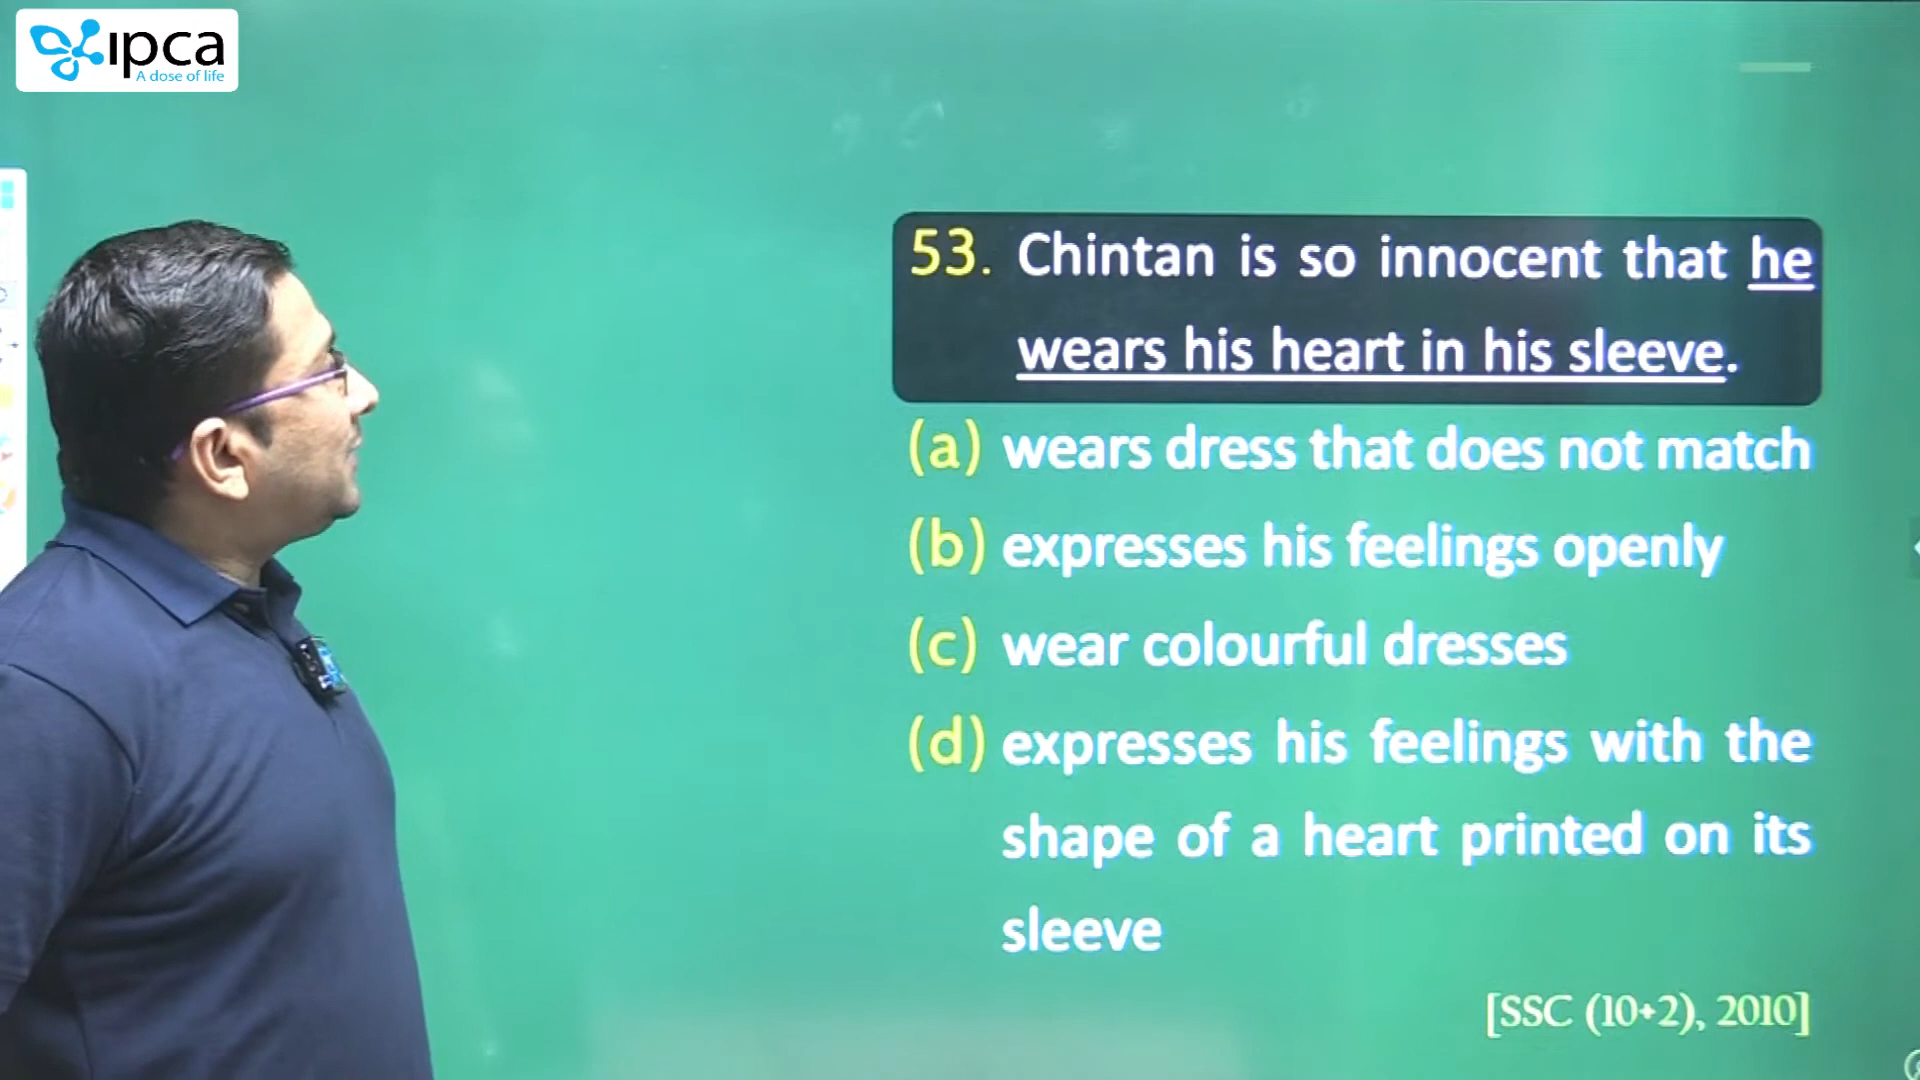 ipca
A dose of life
53. Chintan is so innocent that he
wears his heart in his sleeve.
(a) wears dress that does not match
(b) expresses his feelings openly
(c) wear colourful dresses
(d) expresses his feelings with the
shape of a heart printed on its
sleeve
[SSC (10+2), 2010]